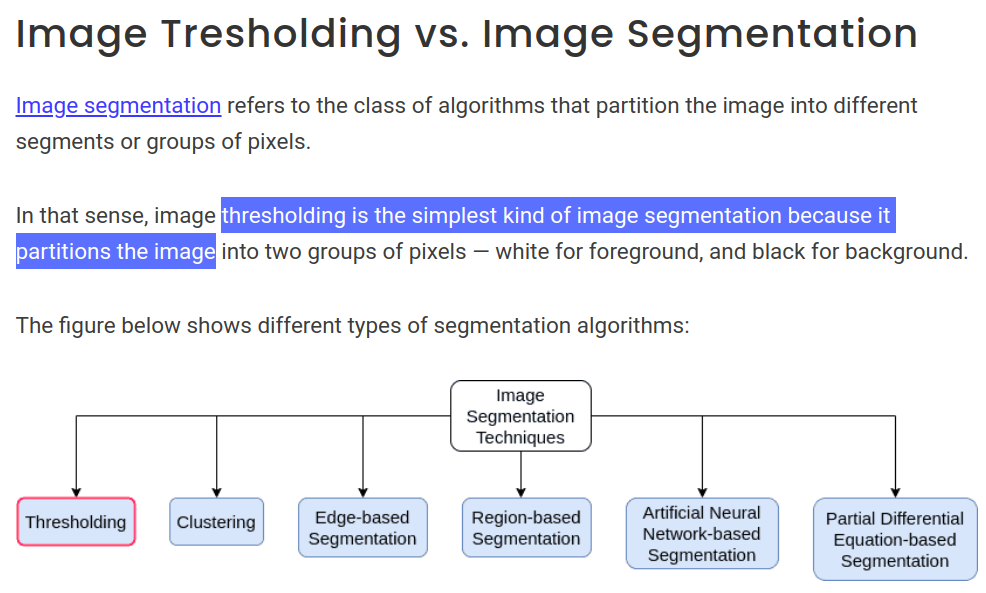 Image Tresholding vs. Image Segmentation
Image segmentation refers to the class of algorithms that partition the image into different
segments or groups of pixels.
In that sense, image thresholding is the simplest kind of image segmentation because it
partitions the image into two groups of pixels — white for foreground, and black for background.
The figure below shows different types of segmentation algorithms:
Image
Segmentation
Techniques
Thresholding
Clustering
Edge-based
Segmentation
Region-based
Segmentation
Artificial Neural
Network-based
Segmentation
Partial Differential
Equation-based
Segmentation